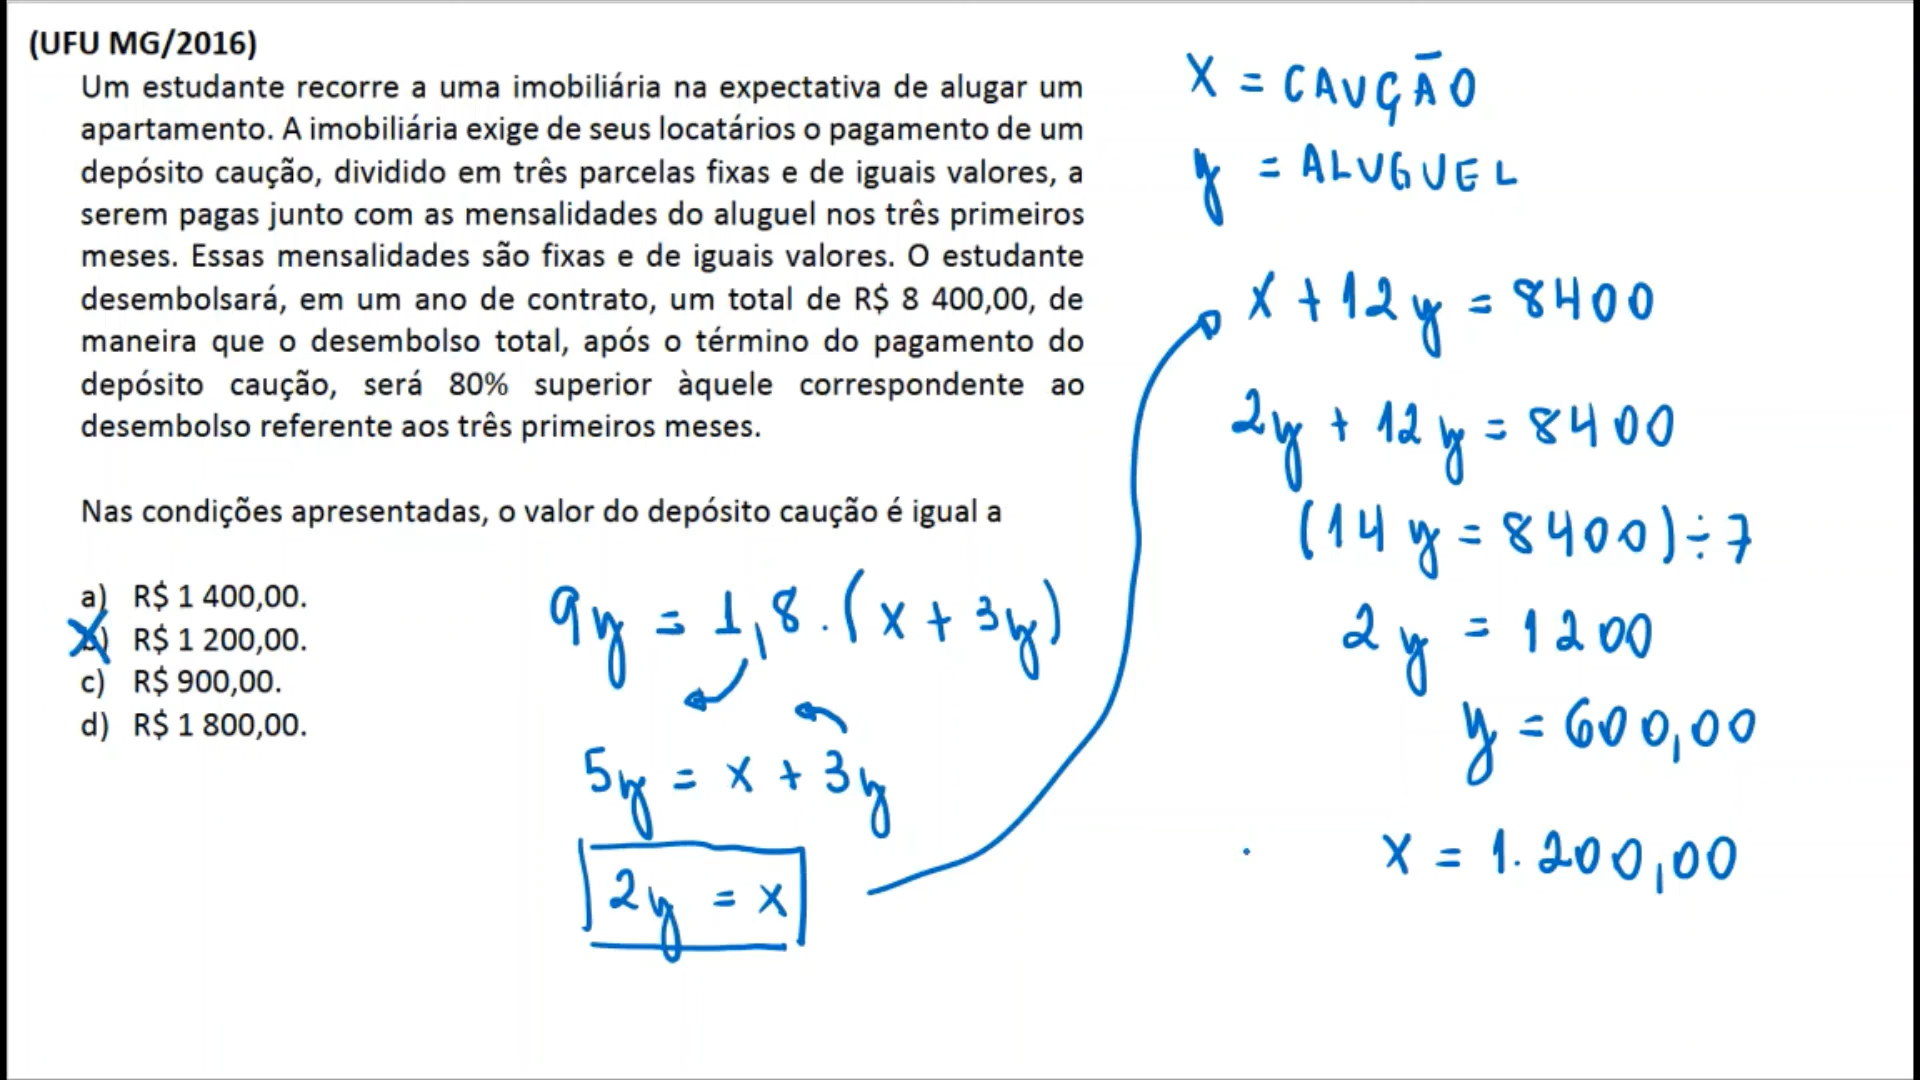 (UFU MG/2016)
Um estudante recorre a uma imobiliária na expectativa de alugar um
apartamento. A imobiliária exige de seus locatários o pagamento de um
depósito caução, dividido em três parcelas fixas e de iguais valores, a
serem pagas junto com as mensalidades do aluguel nos três primeiros
meses. Essas mensalidades são fixas e de iguais valores. O estudante
desembolsará, em um ano de contrato, um total de R$ 8 400,00, de
maneira que o desembolso total, após o término do pagamento do
depósito caução, será 80% superior àquele correspondente ao
desembolso referente aos três primeiros meses.
Nas condições apresentadas, o valor do depósito caução é igual a
a) R$ 1 400,00.
b) R$ 1 200,00.
c) R$ 900,00.
d) R$ 1 800,00.
9y = 1,8.(x + 3y)
5y = x + 3y
2y = x
X = CAUÇÃO
y = ALUGUEL
x + 12y = 8400
2y + 12y = 8400
(14y = 8400) ÷ 7
2y = 1200
y = 600,00
x = 1.200,00